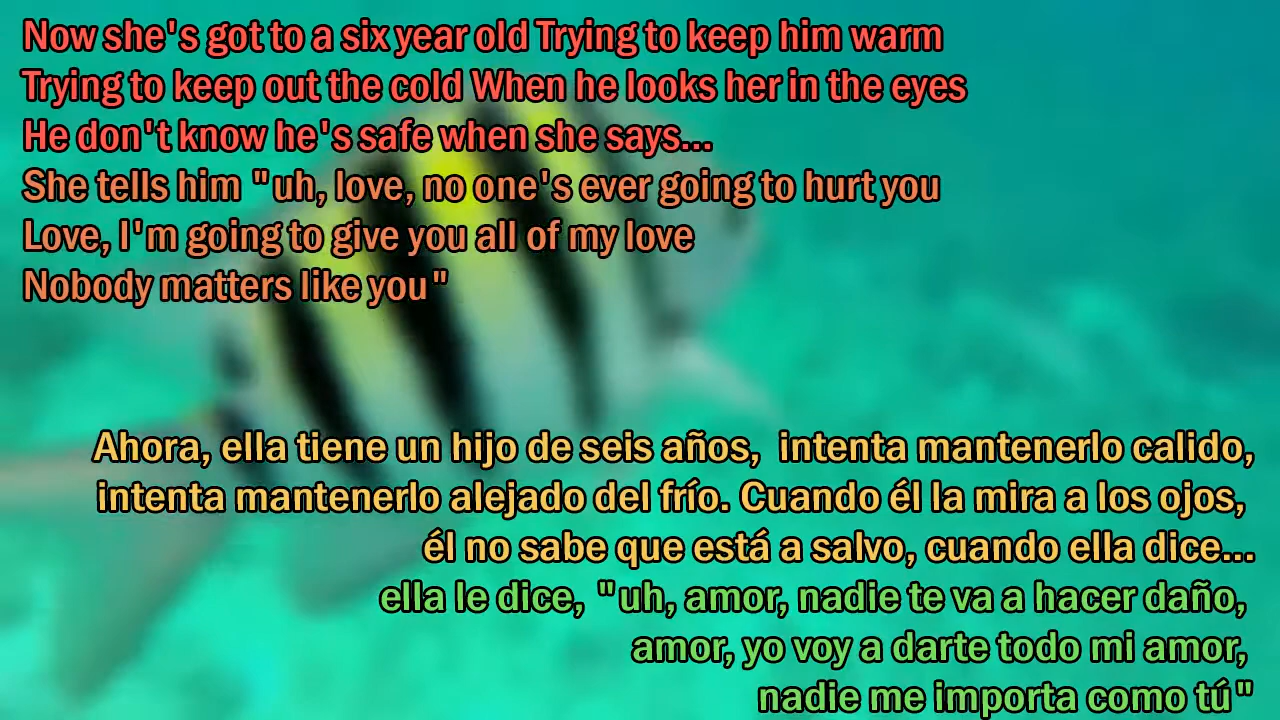 Now she's got to a six year old Trying to keep him warm
Trying to keep out the cold When he looks her in the eyes
He don't know he's safe when she says...
She tells him "uh, love, no one's ever going to hurt you
Love, I'm going to give you all of my love
Nobody matters like you"
Ahora, ella tiene un hijo de seis años, intenta mantenerlo calido,
intenta mantenerlo alejado del frío. Cuando él la mira a los ojos,
él no sabe que está a salvo, cuando ella dice...
ella le dice, "uh, amor, nadie te va a hacer daño,
amor, yo voy a darte todo mi amor,
nadie me importa como tú"